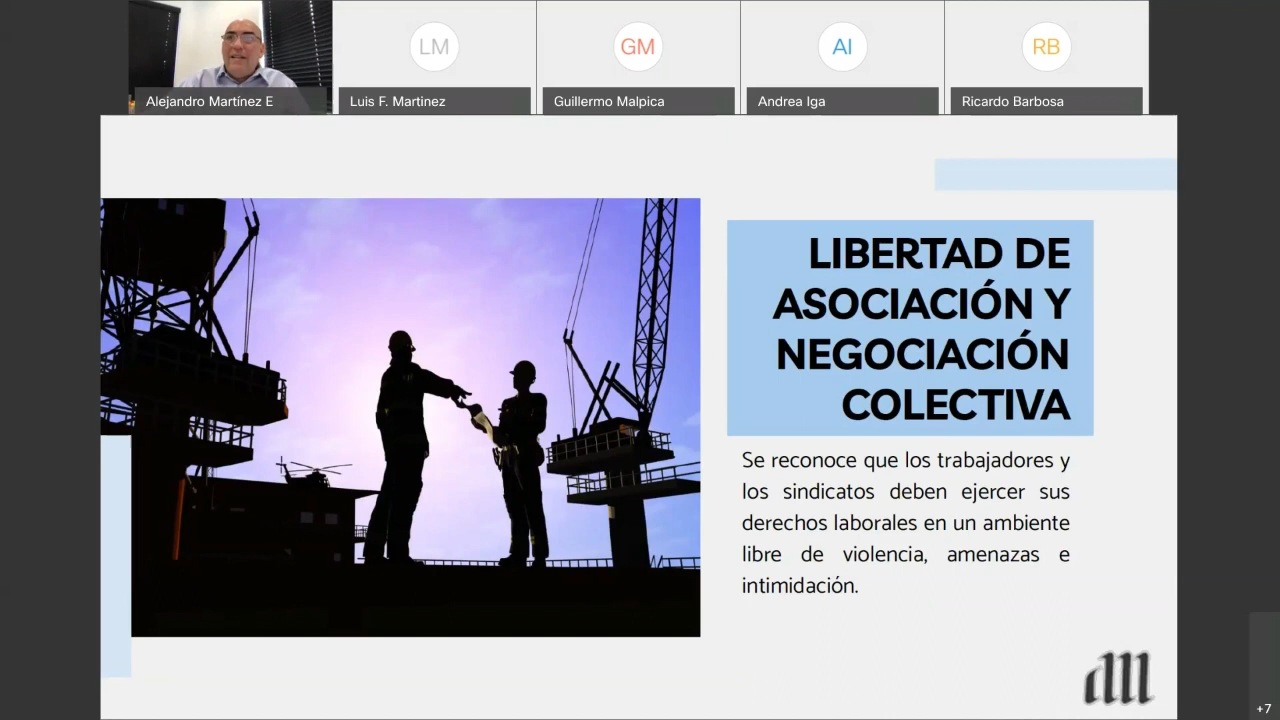 LM
GM
AI
RB
Alejandro Martínez E
Luis F. Martinez
Guillermo Malpica
Andrea Iga
Ricardo Barbosa
LIBERTAD DE
ASOCIACIÓN Y
NEGOCIACIÓN
COLECTIVA
Se reconoce que los trabajadores y
los sindicatos deben ejercer sus
derechos laborales en un ambiente
libre de violencia, amenazas e
intimidación.
+7